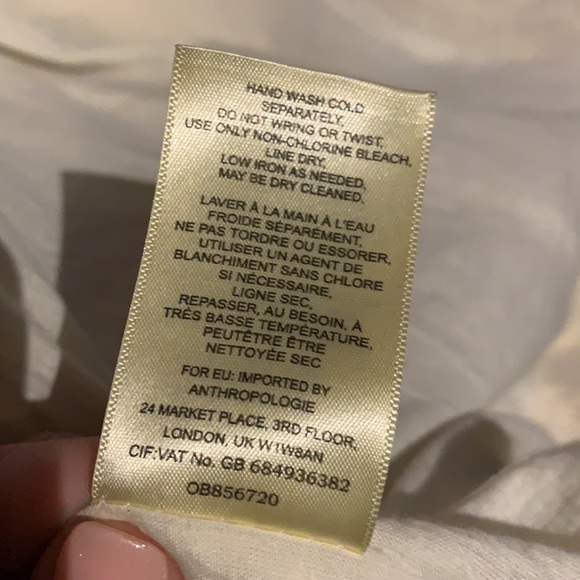 HAND WASH COLD
SEPARATELY,
DO NOT WRING OR TWIST,
USE ONLY NON-CHLORINE BLEACH,
LINE DRY.
LOW IRON AS NEEDED,
MAY BE DRY CLEANED.
LAVER À LA MAIN À L'EAU
FROIDE SÉPARÉMENT,
NE PAS TORDRE OU ESSORER,
UTILISER UN AGENT DE
BLANCHIMENT SANS CHLORE
SI NÉCESSAIRE,
LIGNE SEC,
REPASSER, AU BESOIN, À
TRÈS BASSE TEMPÉRATURE,
PEUTÊTRE ÊTRE
NETTOYÉE SEC
FOR EU: IMPORTED BY
ANTHROPOLOGIE
24 MARKET PLACE, 3RD FLOOR,
LONDON, UK W1W8AN
CIF:VAT No. GB 684936382
OB856720